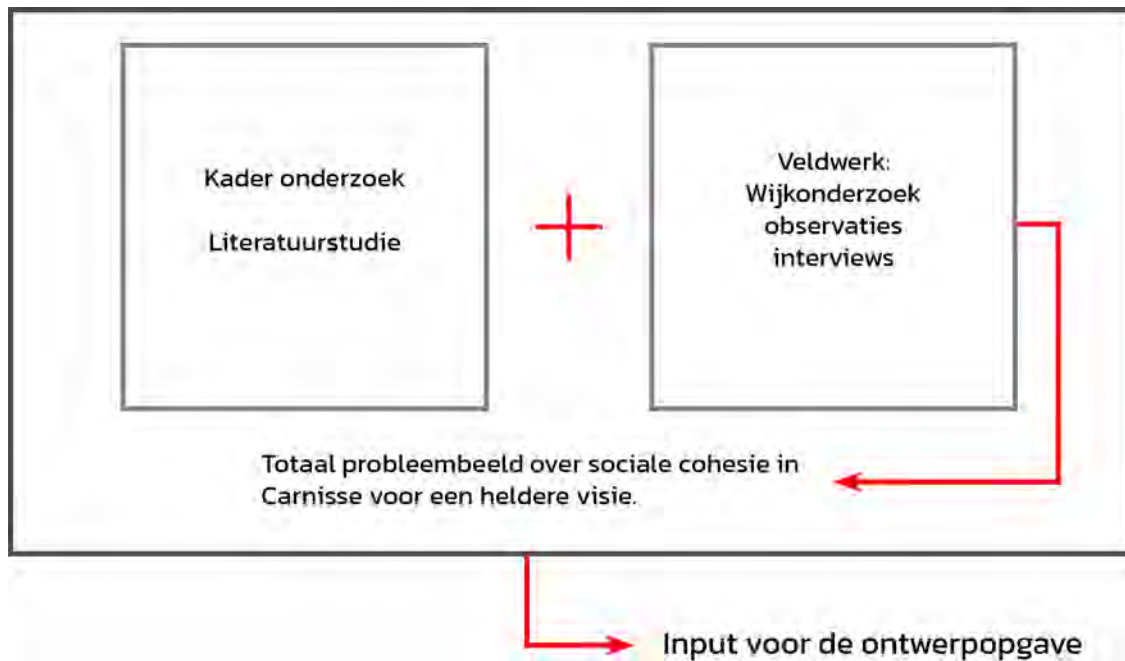 Kader onderzoek
Literatuurstudie
Veldwerk:
Wijkonderzoek
observaties
interviews
Totaal probleembeeld over sociale cohesie in
Carnisse voor een heldere visie.
Input voor de ontwerpopgave